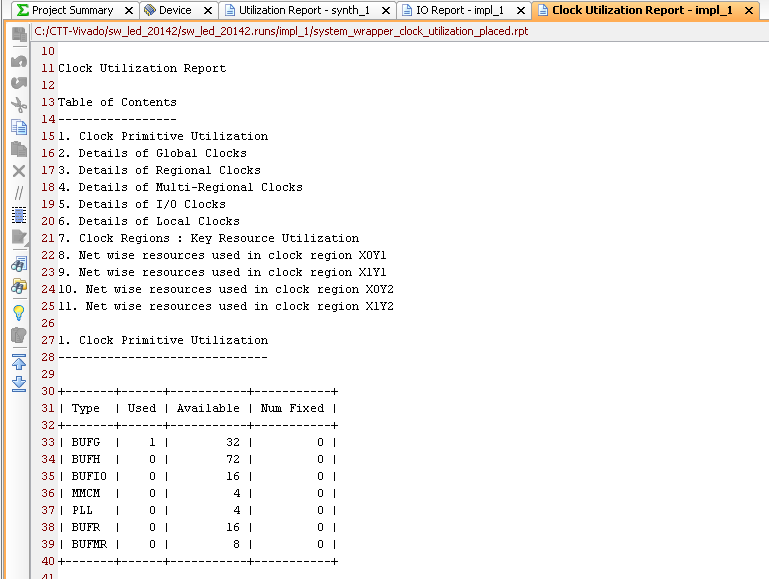 Project Summary
Device
Utilization Report - synth_1
IO Report - impl_1
Clock Utilization Report - impl_1
C:/CTT-Vivado/sw_led_20142/sw_led_20142.runs/impl_1/system_wrapper_clock_utilization_placed.rpt
10
11 Clock Utilization Report
12
13 Table of Contents
14 -----------------
15 1. Clock Primitive Utilization
16 2. Details of Global Clocks
17 3. Details of Regional Clocks
18 4. Details of Multi-Regional Clocks
19 5. Details of I/O Clocks
20 6. Details of Local Clocks
21 7. Clock Regions : Key Resource Utilization
22 8. Net wise resources used in clock region X0Y1
23 9. Net wise resources used in clock region X1Y1
24 10. Net wise resources used in clock region X0Y2
25 11. Net wise resources used in clock region X1Y2
26
27 1. Clock Primitive Utilization
28 ------------------------------
29
30 +-------+------+-----------+-----------+
31 | Type  | Used | Available | Num Fixed |
32 +-------+------+-----------+-----------+
33 | BUFG  |    1 |        32 |         0 |
34 | BUFH  |    0 |        72 |         0 |
35 | BUFIO |    0 |        16 |         0 |
36 | MMCM  |    0 |         4 |         0 |
37 | PLL   |    0 |         4 |         0 |
38 | BUFR  |    0 |        16 |         0 |
39 | BUFMR |    0 |         8 |         0 |
40 +-------+------+-----------+-----------+